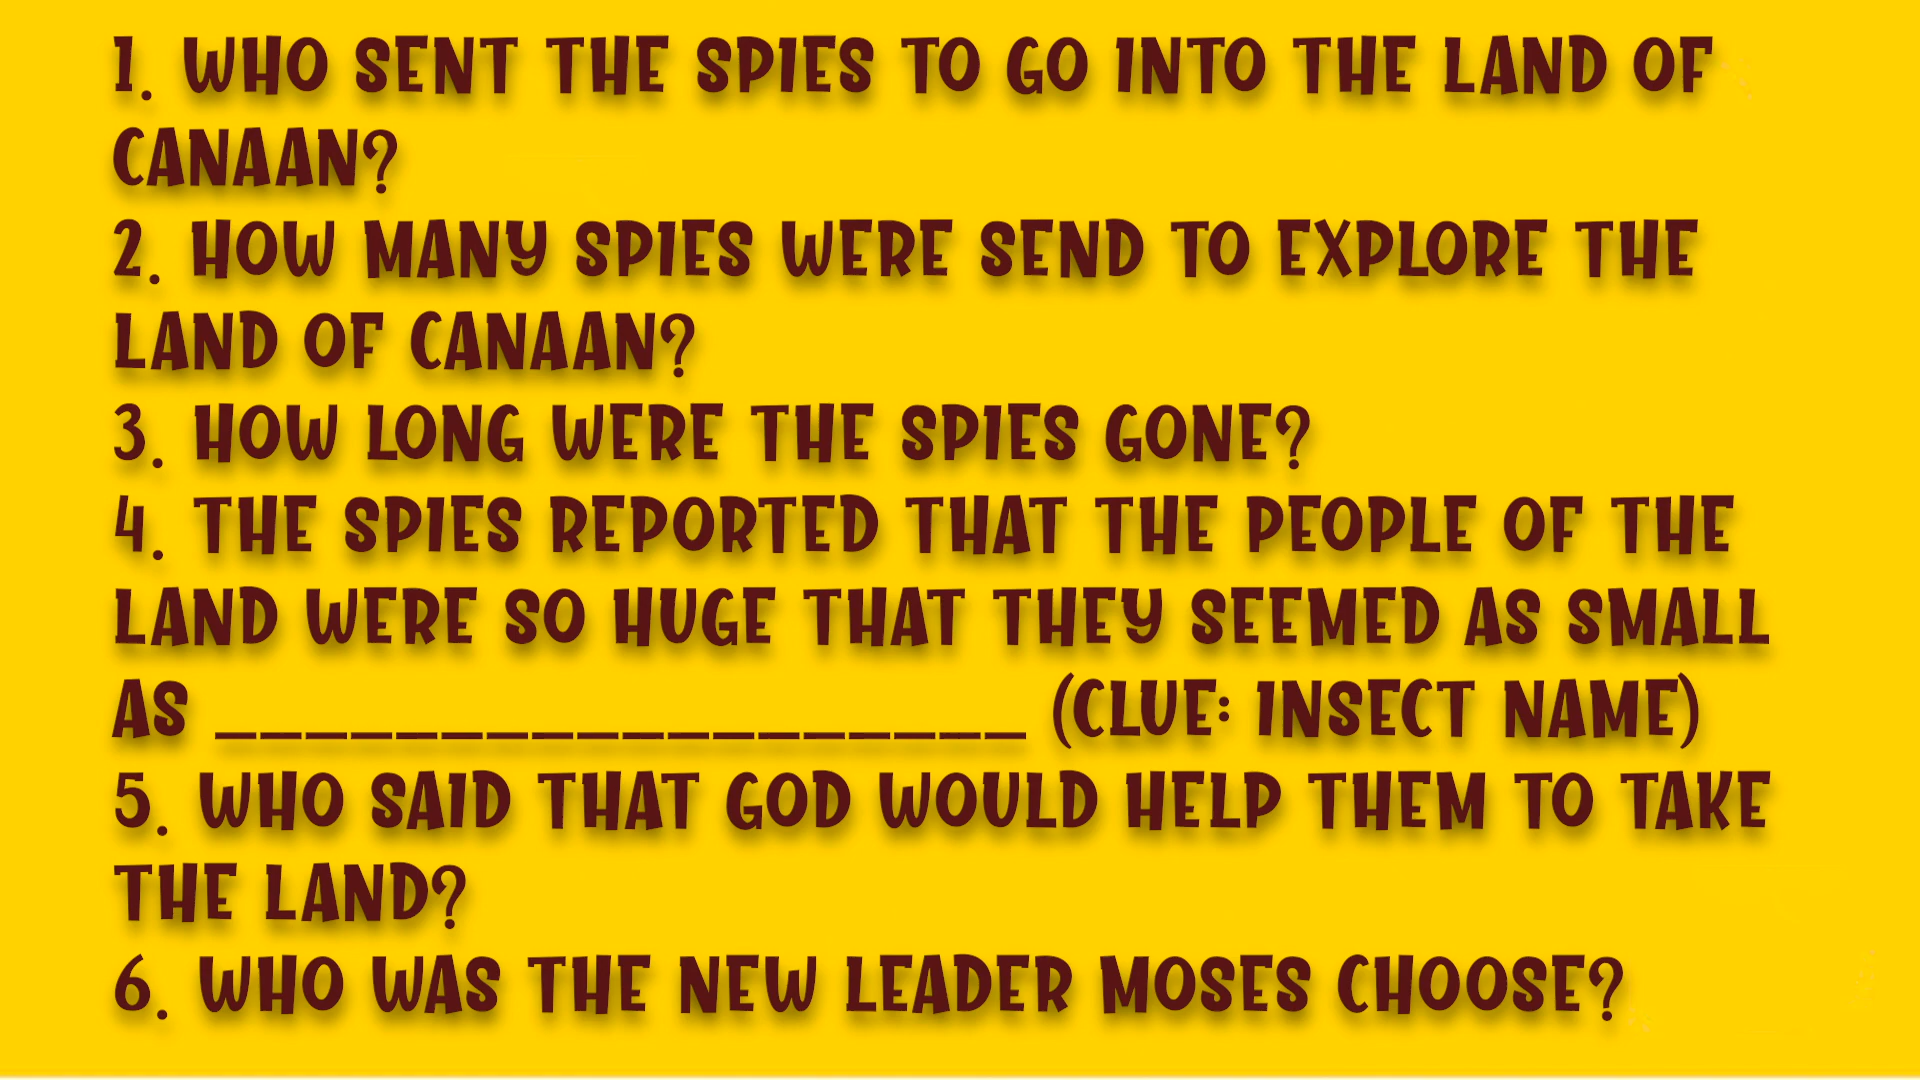 1. WHO SENT THE SPIES TO GO INTO THE LAND OF
CANAAN?
2. HOW MANY SPIES WERE SEND TO EXPLORE THE
LAND OF CANAAN?
3. HOW LONG WERE THE SPIES GONE?
4. THE SPIES REPORTED THAT THE PEOPLE OF THE
LAND WERE SO HUGE THAT THEY SEEMED AS SMALL
AS __________________ (CLUE: INSECT NAME)
5. WHO SAID THAT GOD WOULD HELP THEM TO TAKE
THE LAND?
6. WHO WAS THE NEW LEADER MOSES CHOOSE?